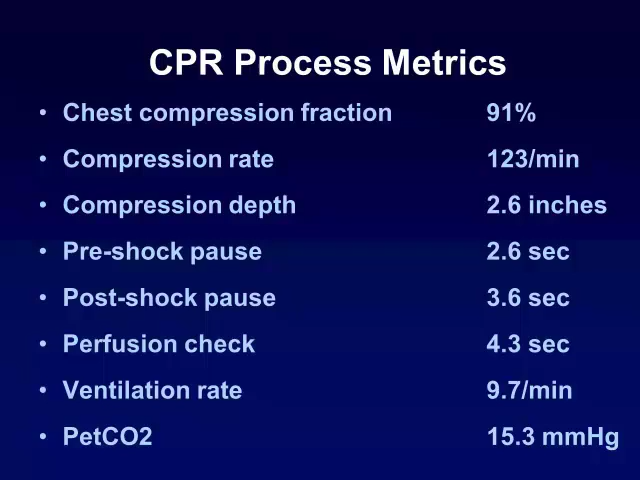 CPR Process Metrics
• Chest compression fraction 91%
• Compression rate 123/min
• Compression depth 2.6 inches
• Pre-shock pause 2.6 sec
• Post-shock pause 3.6 sec
• Perfusion check 4.3 sec
• Ventilation rate 9.7/min
• PetCO2 15.3 mmHg